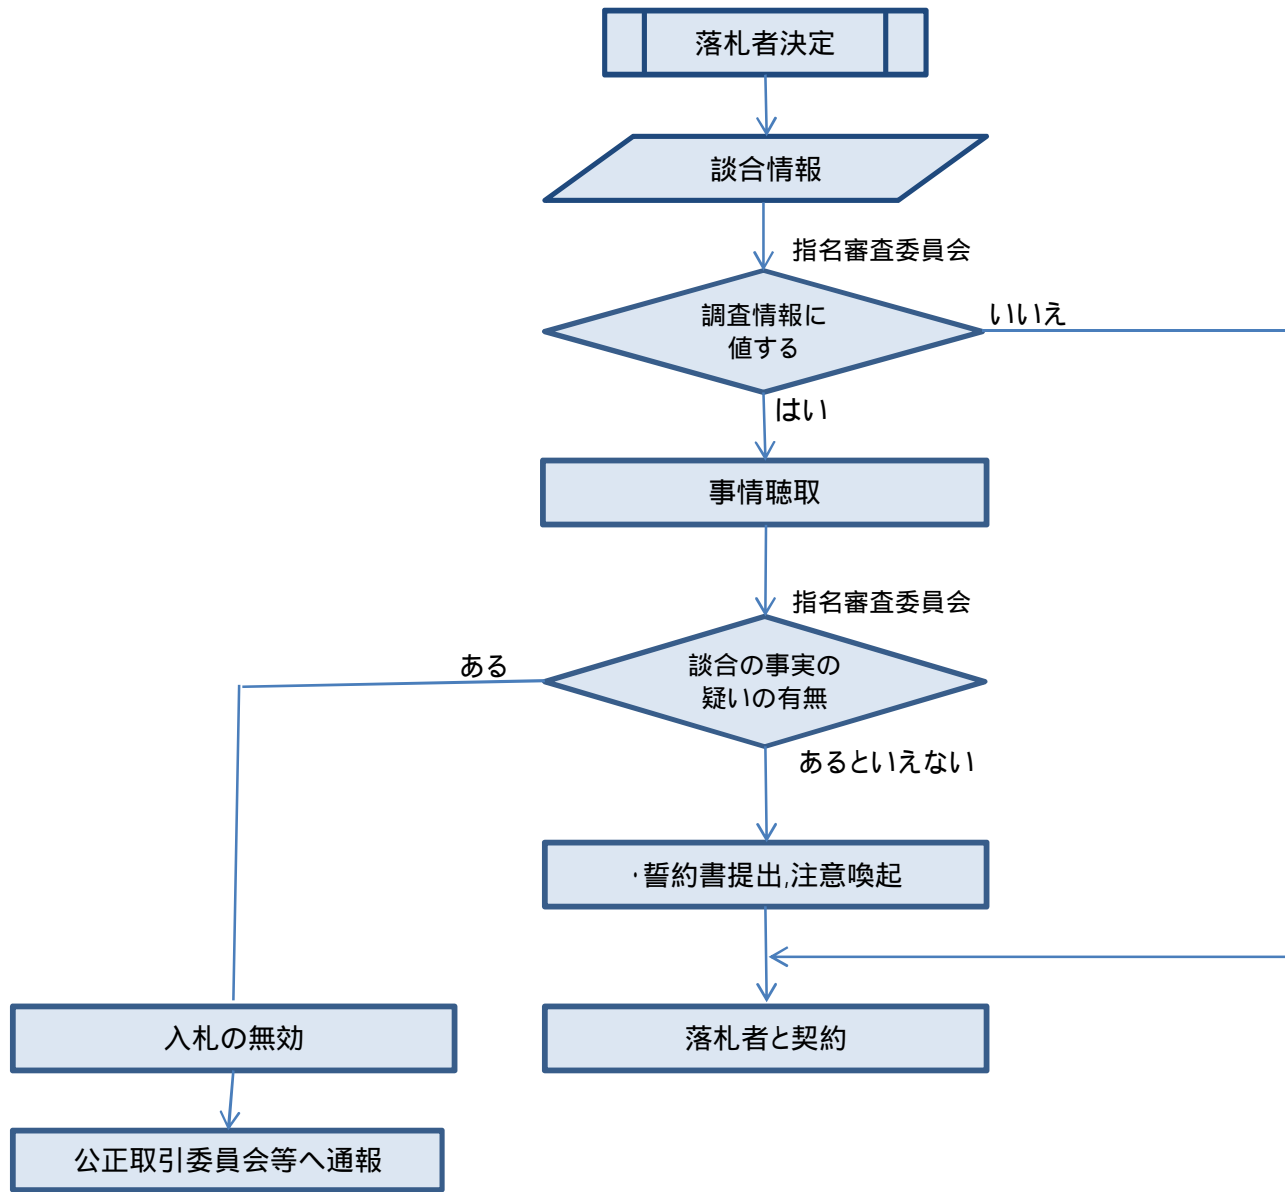 落札者決定
談合情報
指名審査委員会
調査情報に
値する
いいえ
はい
事情聴取
指名審査委員会
談合の事実の
疑いの有無
ある
あるといえない
・誓約書提出,注意喚起
入札の無効
落札者と契約
公正取引委員会等へ通報